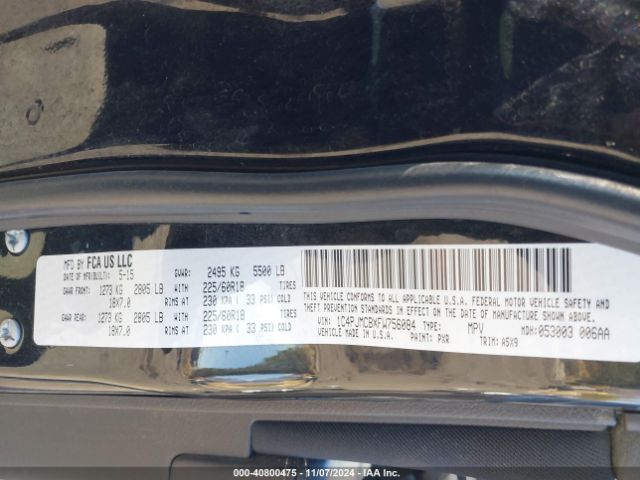 MFD BY FCA US LLC
DATE OF MFR(BUILT): 5-15 GVWR: 2495 KG 5500 LB
GAWR FRONT: 1273 KG 2805 LB WITH 225/60R18 TIRES
18X7.0 RIMS AT 230 KPA ( 33 PSI) COLD
GAWR REAR: 1273 KG 2805 LB WITH 225/60R18 TIRES
18X7.0 RIMS AT 230 KPA ( 33 PSI) COLD
THIS VEHICLE CONFORMS TO ALL APPLICABLE U.S.A. FEDERAL MOTOR VEHICLE SAFETY AND
THEFT PREVENTION STANDARDS IN EFFECT ON THE DATE OF MANUFACTURE SHOWN ABOVE.
VIN: 1C4PJMCBXFW756084 TYPE: MPV MDH: 053003 006AA
VEHICLE MADE IN U.S.A. PAINT: PXR TRIM: A5X9
000-40800475 11/07/2024 IAAI.COM